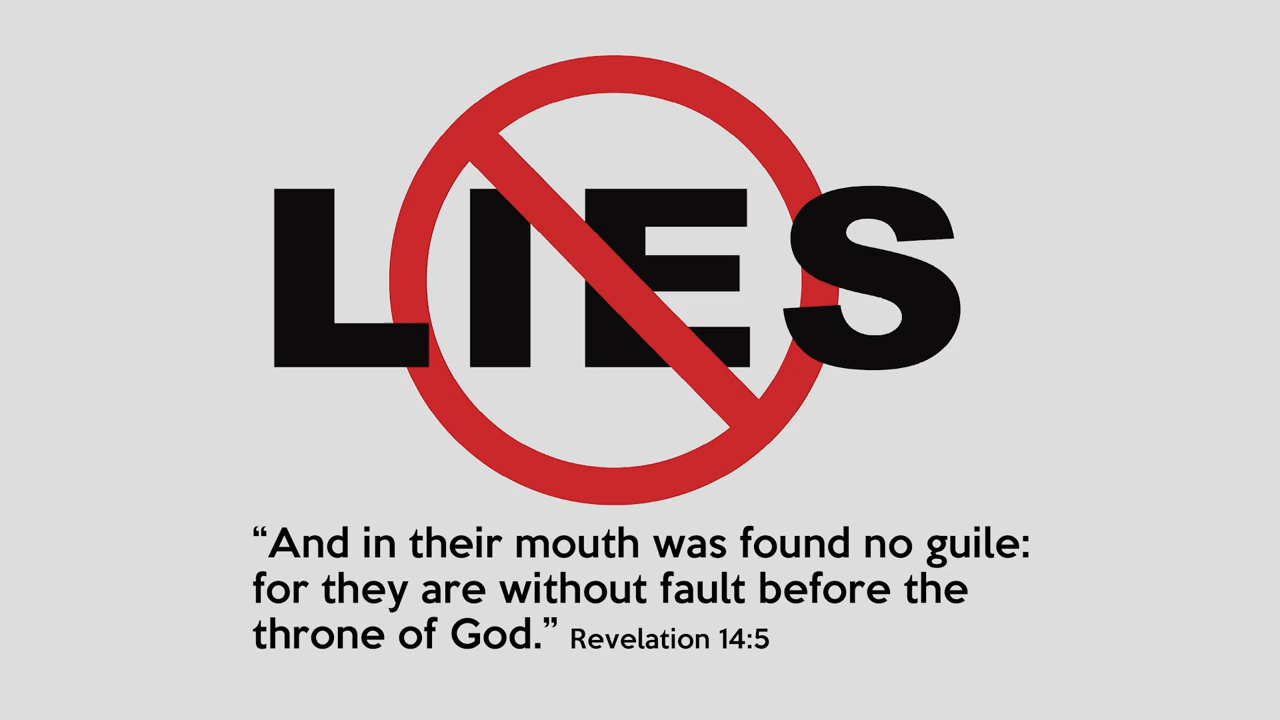 LIES
“And in their mouth was found no guile:
for they are without fault before the
throne of God.” Revelation 14:5